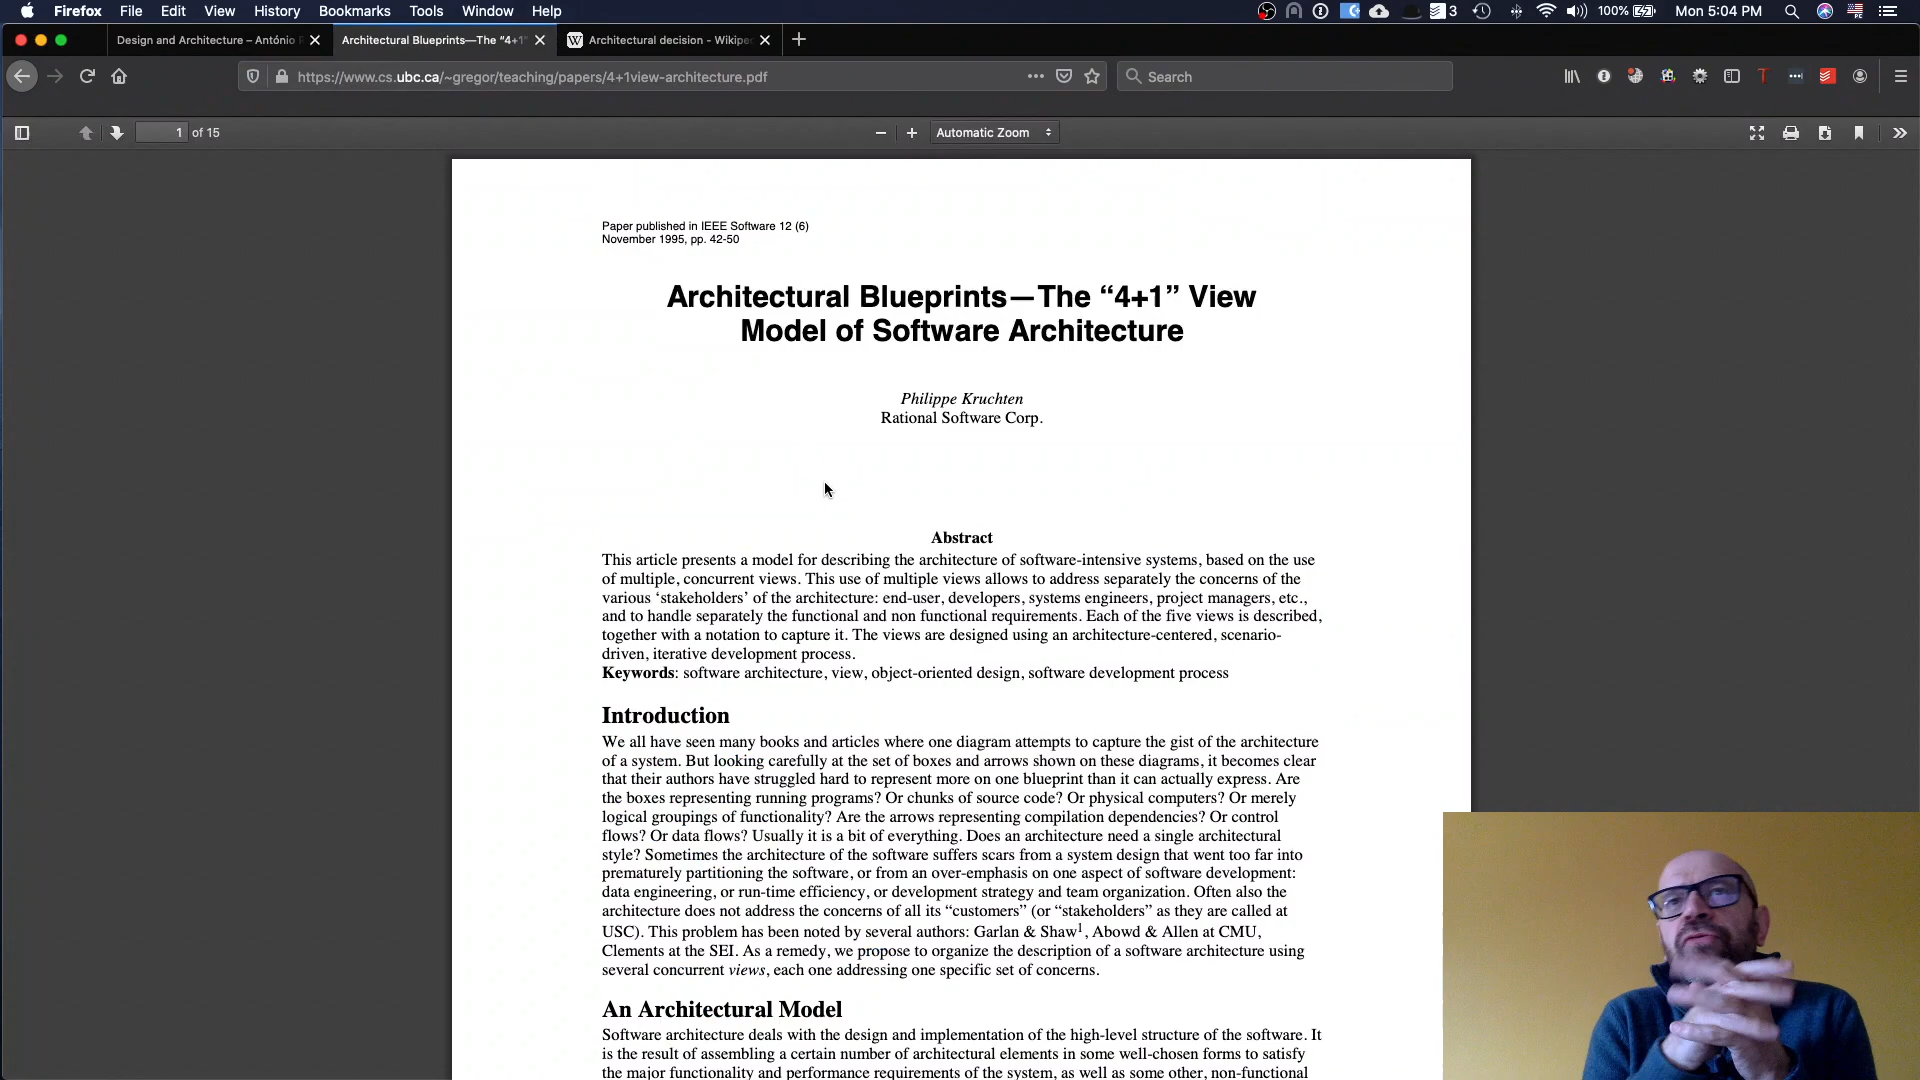 Firefox File Edit View History Bookmarks Tools Window Help 3 100% Mon 5:04 PM
Design and Architecture – António
Architectural Blueprints—The “4+1”
W Architectural decision - Wikipe
https://www.cs.ubc.ca/~gregor/teaching/papers/4+1view-architecture.pdf
Search
1 of 15
Automatic Zoom
Paper published in IEEE Software 12 (6)
November 1995, pp. 42-50
Architectural Blueprints—The “4+1” View
Model of Software Architecture
Philippe Kruchten
Rational Software Corp.
Abstract
This article presents a model for describing the architecture of software-intensive systems, based on the use
of multiple, concurrent views. This use of multiple views allows to address separately the concerns of the
various ‘stakeholders’ of the architecture: end-user, developers, systems engineers, project managers, etc.,
and to handle separately the functional and non functional requirements. Each of the five views is described,
together with a notation to capture it. The views are designed using an architecture-centered, scenario-
driven, iterative development process.
Keywords: software architecture, view, object-oriented design, software development process
Introduction
We all have seen many books and articles where one diagram attempts to capture the gist of the architecture
of a system. But looking carefully at the set of boxes and arrows shown on these diagrams, it becomes clear
that their authors have struggled hard to represent more on one blueprint than it can actually express. Are
the boxes representing running programs? Or chunks of source code? Or physical computers? Or merely
logical groupings of functionality? Are the arrows representing compilation dependencies? Or control
flows? Or data flows? Usually it is a bit of everything. Does an architecture need a single architectural
style? Sometimes the architecture of the software suffers scars from a system design that went too far into
prematurely partitioning the software, or from an over-emphasis on one aspect of software development:
data engineering, or run-time efficiency, or development strategy and team organization. Often also the
architecture does not address the concerns of all its “customers” (or “stakeholders” as they are called at
USC). This problem has been noted by several authors: Garlan & Shaw1, Abowd & Allen at CMU,
Clements at the SEI. As a remedy, we propose to organize the description of a software architecture using
several concurrent views, each one addressing one specific set of concerns.
An Architectural Model
Software architecture deals with the design and implementation of the high-level structure of the software. It
is the result of assembling a certain number of architectural elements in some well-chosen forms to satisfy
the major functionality and performance requirements of the system, as well as some other, non-functional